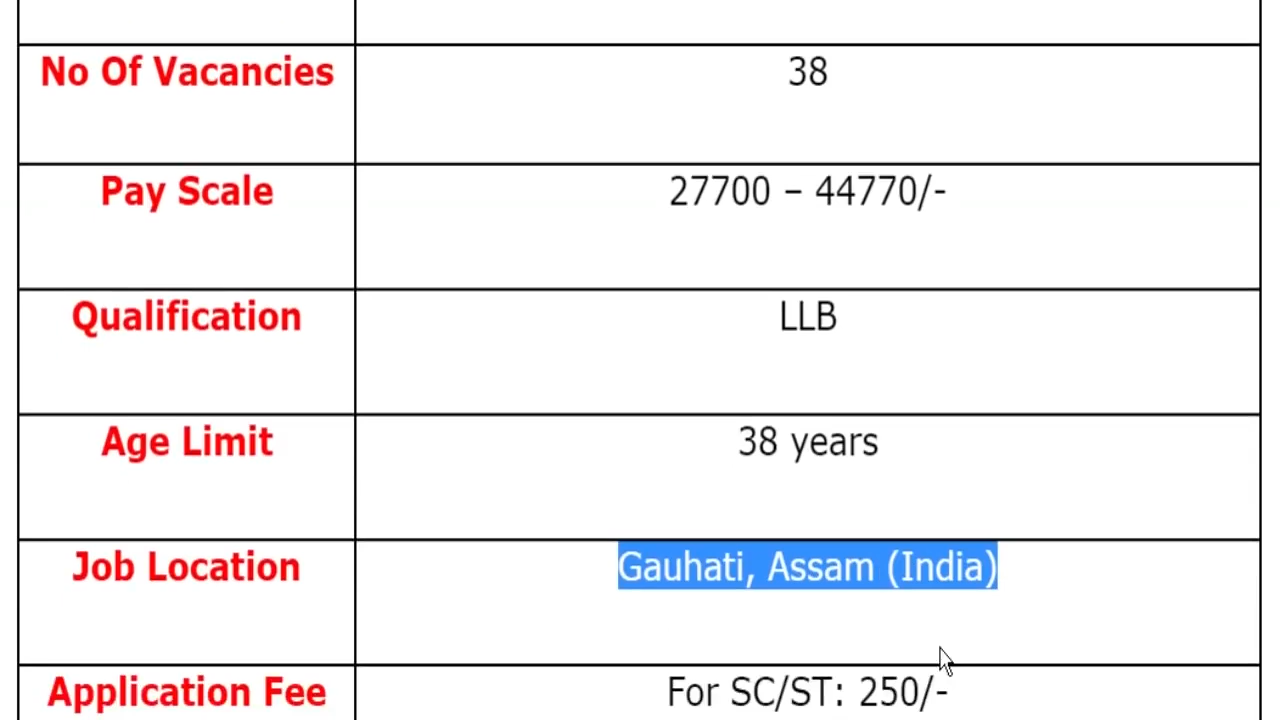 No Of Vacancies 38
Pay Scale 27700 – 44770/-
Qualification LLB
Age Limit 38 years
Job Location Gauhati, Assam (India)
Application Fee For SC/ST: 250/-